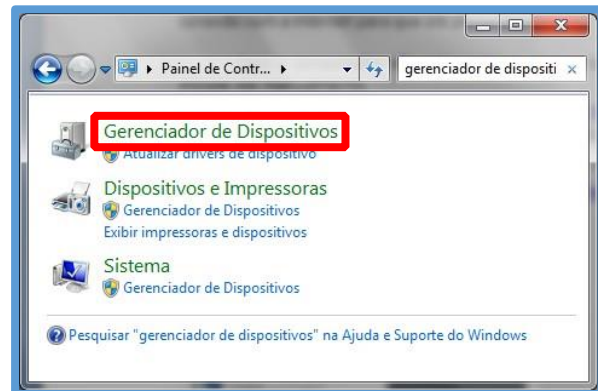 Painel de Contr...
gerenciador de dispositi
Gerenciador de Dispositivos
Atualizar drivers de dispositivo
Dispositivos e Impressoras
Gerenciador de Dispositivos
Exibir impressoras e dispositivos
Sistema
Gerenciador de Dispositivos
Pesquisar "gerenciador de dispositivos" na Ajuda e Suporte do Windows